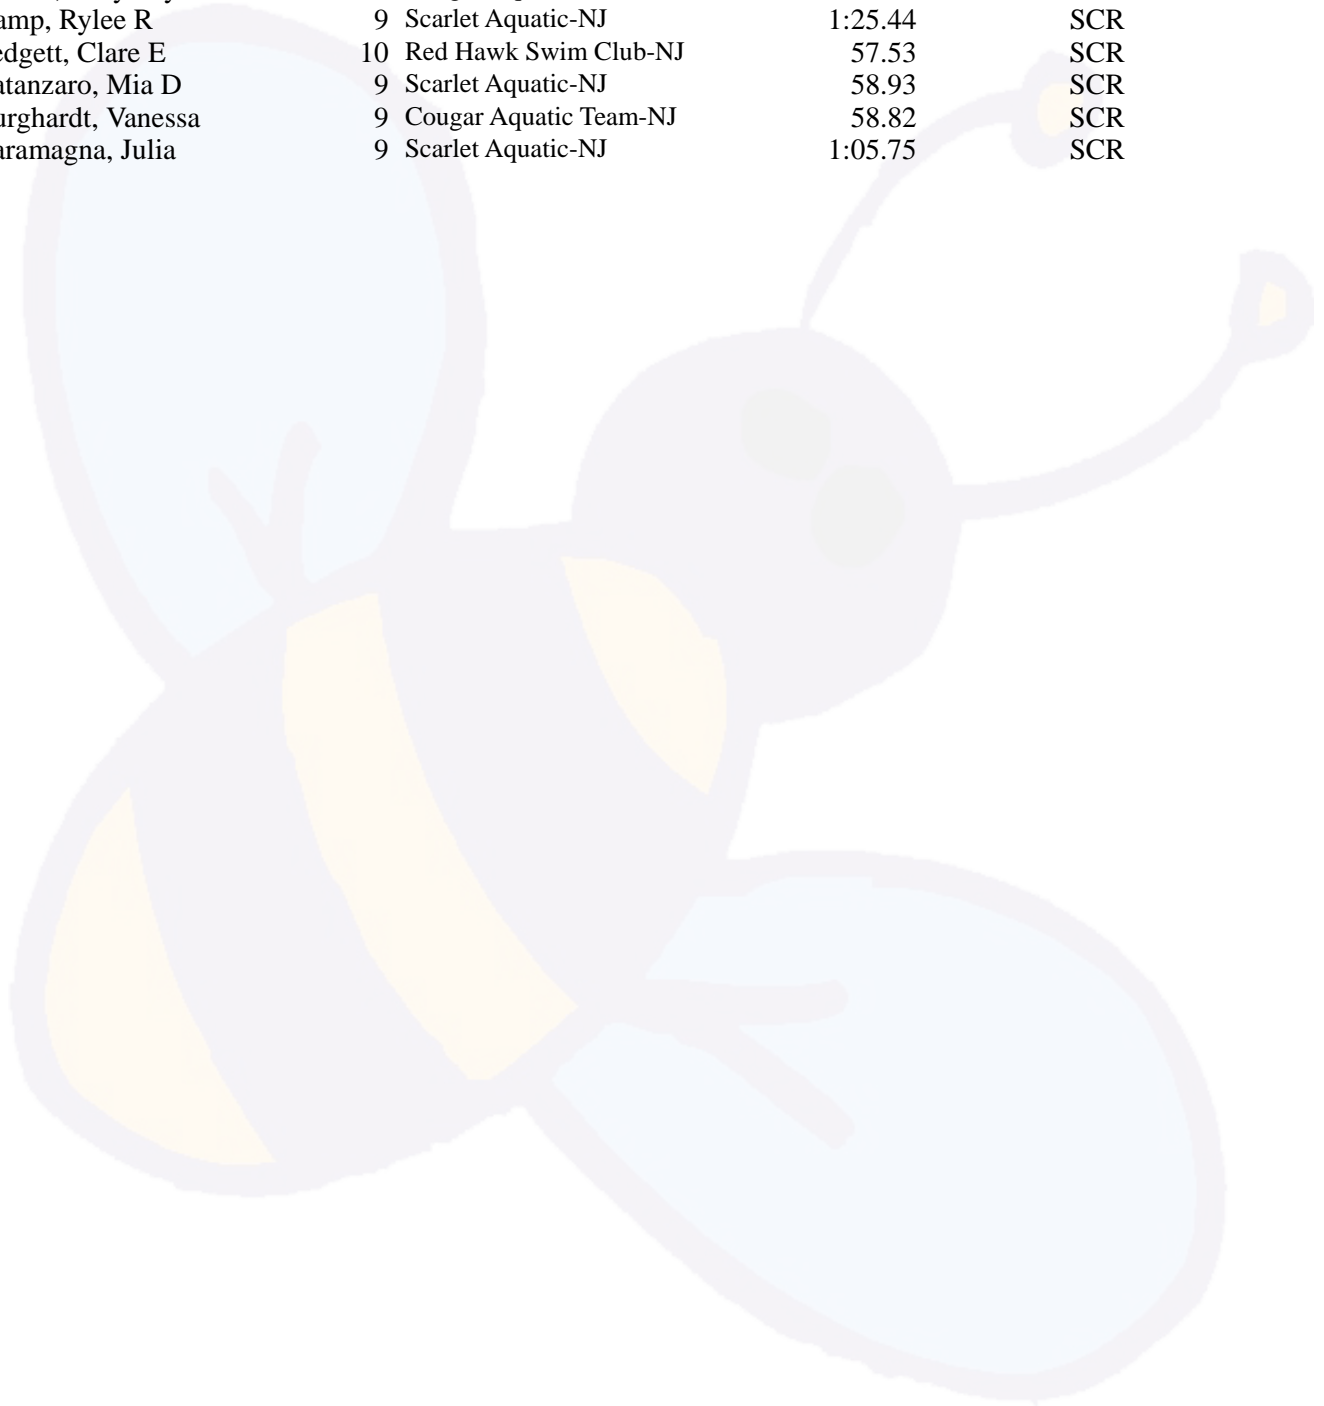 amp, Rylee R 9 Scarlet Aquatic-NJ 1:25.44 SCR
edgett, Clare E 10 Red Hawk Swim Club-NJ 57.53 SCR
atanzaro, Mia D 9 Scarlet Aquatic-NJ 58.93 SCR
urghardt, Vanessa 9 Cougar Aquatic Team-NJ 58.82 SCR
aramagna, Julia 9 Scarlet Aquatic-NJ 1:05.75 SCR